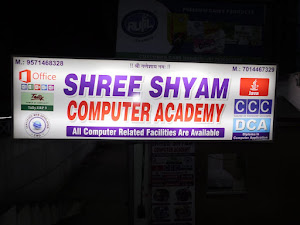 M.: 9571468328
।। श्री गणेशाय नमः ।।
M.: 7014467329
Office
SHREE SHYAM
COMPUTER ACADEMY
All Computer Related Facilities Are Available
Tally.ERP 9
Java
CCC
DCA
Diploma in
Computer Application